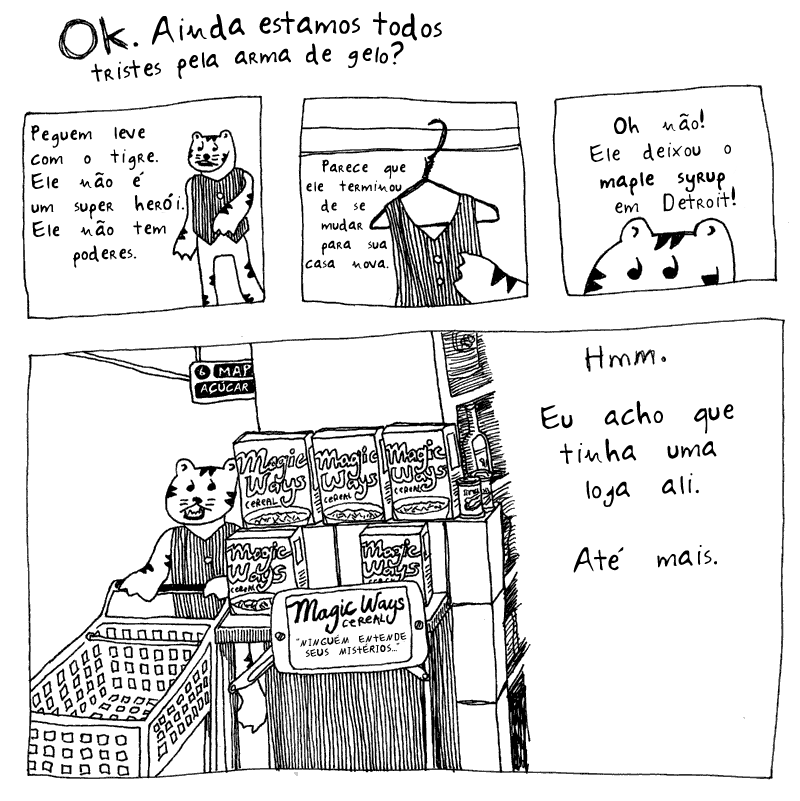 Ok. Ainda estamos todos
tristes pela arma de gelo?
Peguem leve
com o tigre.
Ele não é
um super herói.
Ele não tem
poderes.
Parece que
ele terminou
de se
mudar
para sua
casa nova.
Oh não!
Ele deixou o
maple syrup
em Detroit!
6 MAP
AÇÚCAR
Magic
Ways
CEREAL
Magic
Ways
CEREAL
Magic
Ways
CEREAL
Magic
Ways
CEREAL
Magic
Ways
CEREAL
Magic Ways
CEREAL
"NINGUÉM ENTENDE
SEUS MISTÉRIOS..."
Hmm.
Eu acho que
tinha uma
loja ali.
Até mais.